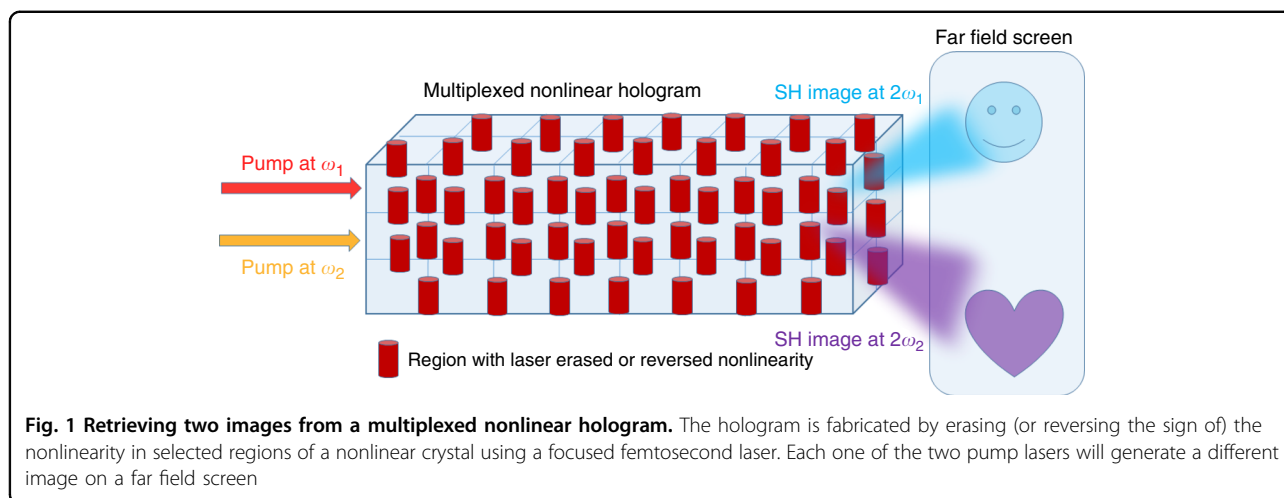 Far field screen
Multiplexed nonlinear hologram
SH image at 2ω₁
Pump at ω₁
Pump at ω₂
SH image at 2ω₂
Region with laser erased or reversed nonlinearity
Fig. 1 Retrieving two images from a multiplexed nonlinear hologram. The hologram is fabricated by erasing (or reversing the sign of) the
nonlinearity in selected regions of a nonlinear crystal using a focused femtosecond laser. Each one of the two pump lasers will generate a different
image on a far field screen